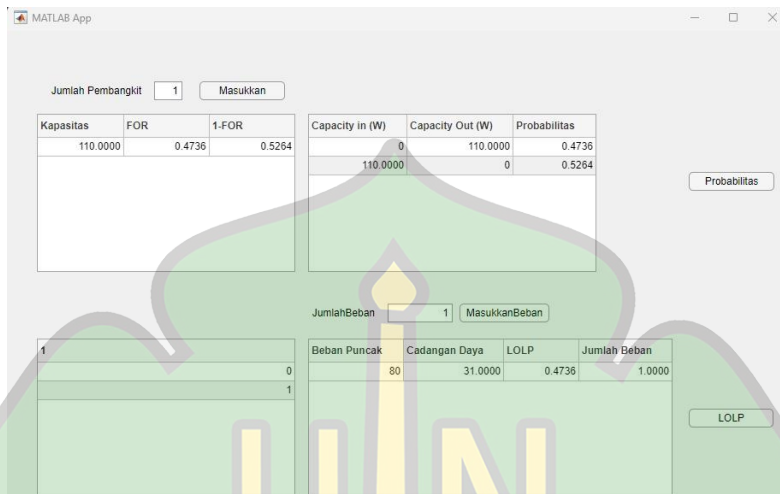 MATLAB App
Jumlah Pembangkit 1 Masukkan
Kapasitas FOR 1-FOR
110.0000 0.4736 0.5264
Capacity in (W) Capacity Out (W) Probabilitas
0 110.0000 0.4736
110.0000 0 0.5264
Probabilitas
JumlahBeban 1 MasukkanBeban
1
0
1
Beban Puncak Cadangan Daya LOLP Jumlah Beban
80 31.0000 0.4736 1.0000
LOLP
UIN